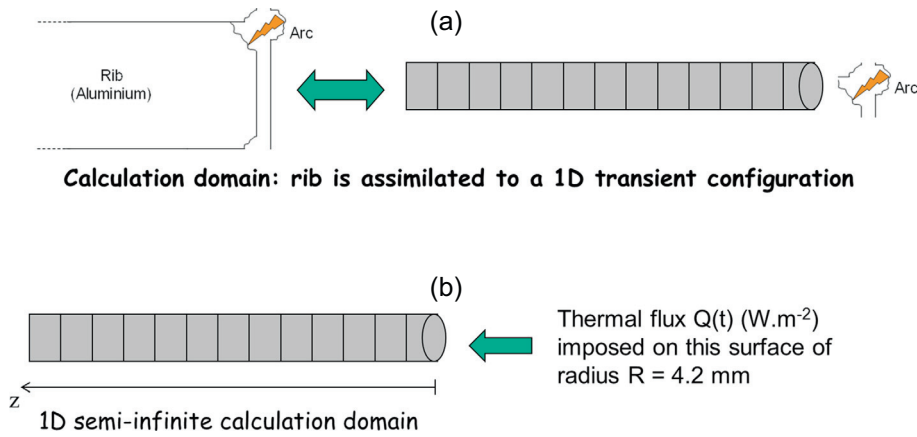 (a)
Arc
Rib
(Aluminium)
Arc
Calculation domain: rib is assimilated to a 1D transient configuration
(b)
Thermal flux Q(t) (W.m⁻²)
imposed on this surface of
radius R = 4.2 mm
z
1D semi-infinite calculation domain